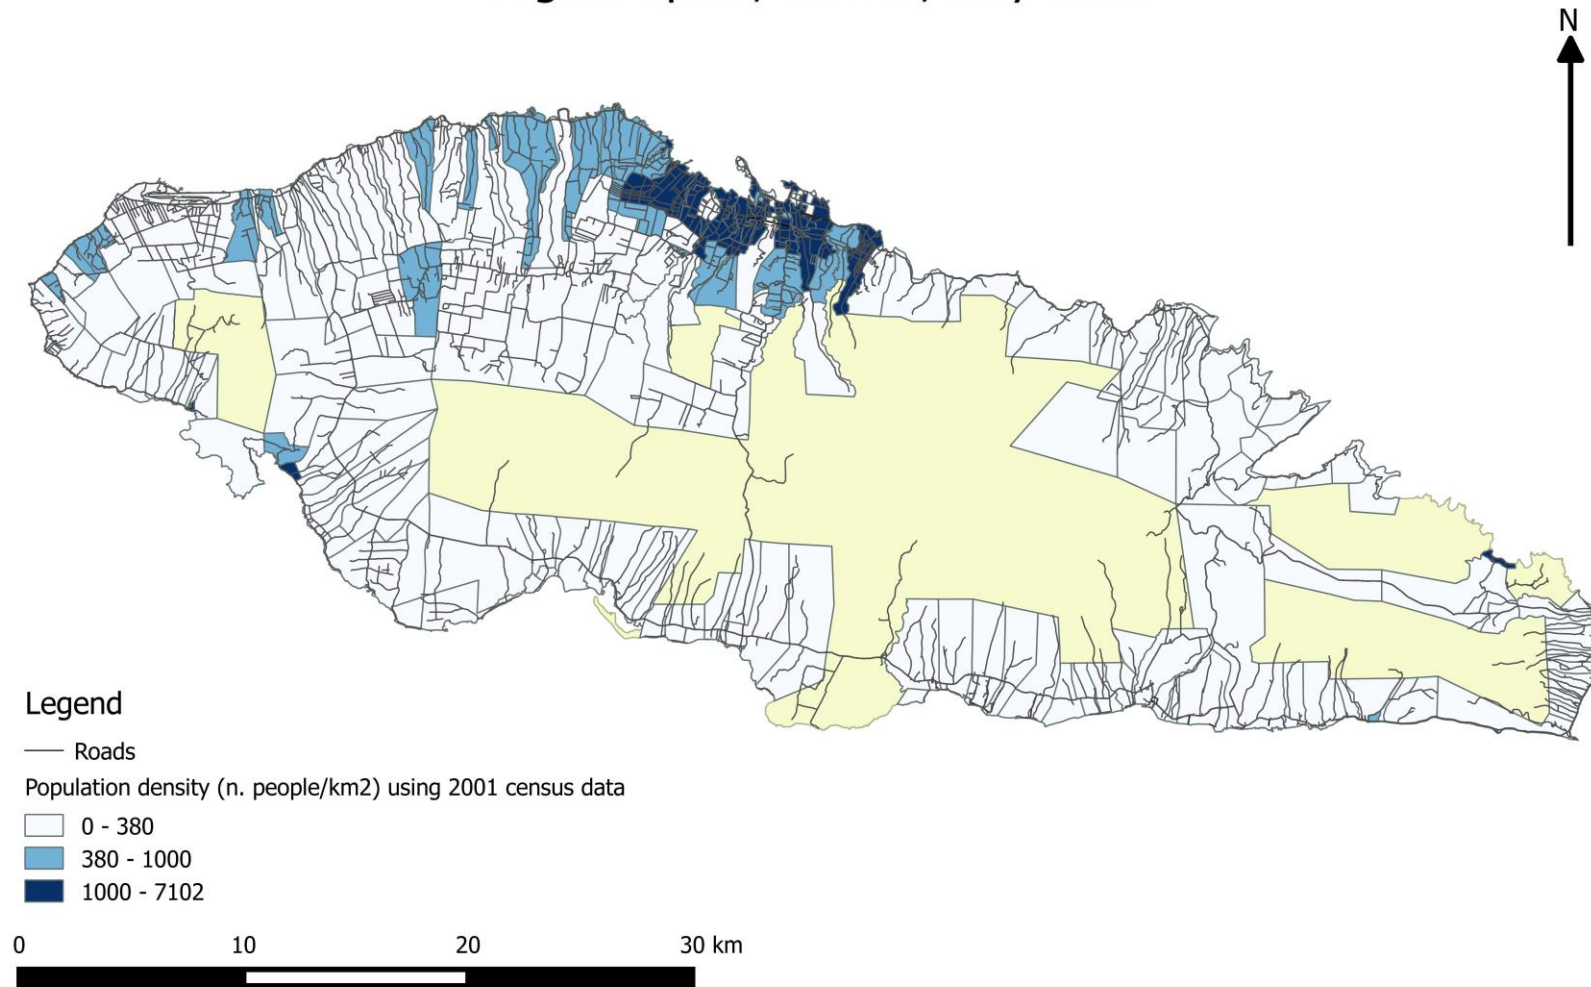 N
Legend
Roads
Population density (n. people/km2) using 2001 census data
0 - 380
380 - 1000
1000 - 7102
0 10 20 30 km